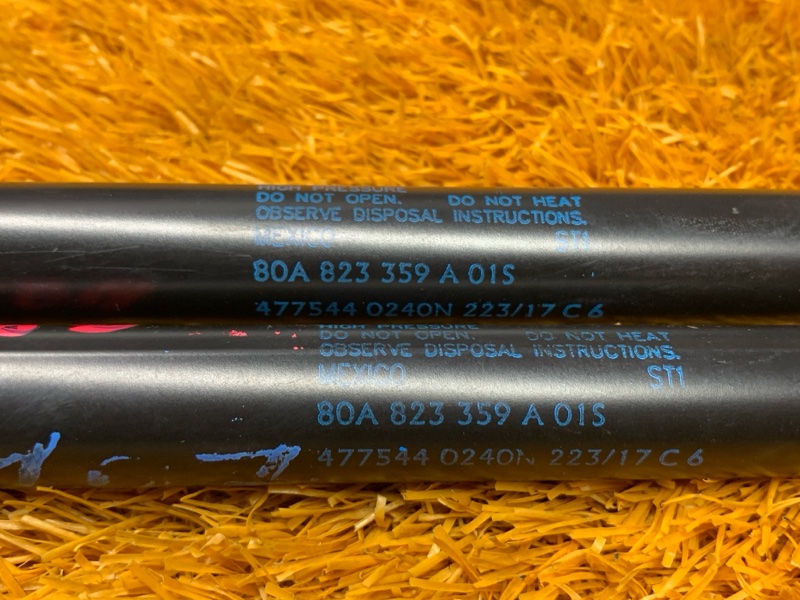 HIGH PRESSURE
DO NOT OPEN. DO NOT HEAT
OBSERVE DISPOSAL INSTRUCTIONS.
MEXICO ST1
80A 823 359 A 01S
477544 0240N 223/17 C 6
HIGH PRESSURE
DO NOT OPEN. DO NOT HEAT
OBSERVE DISPOSAL INSTRUCTIONS.
MEXICO ST1
80A 823 359 A 01S
477544 0240N 223/17 C 6